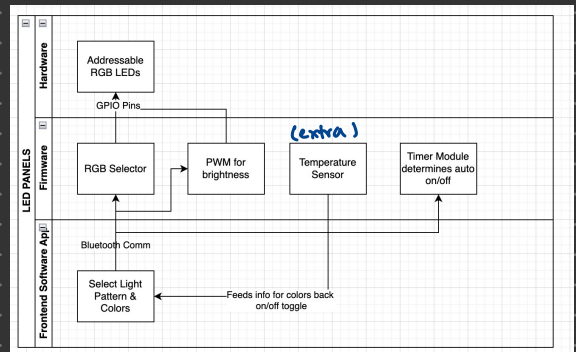 LED PANELS
Hardware
Addressable
RGB LEDs
GPIO Pins
(extra)
Firmware
RGB Selector
PWM for
brightness
Temperature
Sensor
Timer Module
determines auto
on/off
Frontend Software App
Bluetooth Comm
Select Light
Pattern &
Colors
Feeds info for colors back
on/off toggle